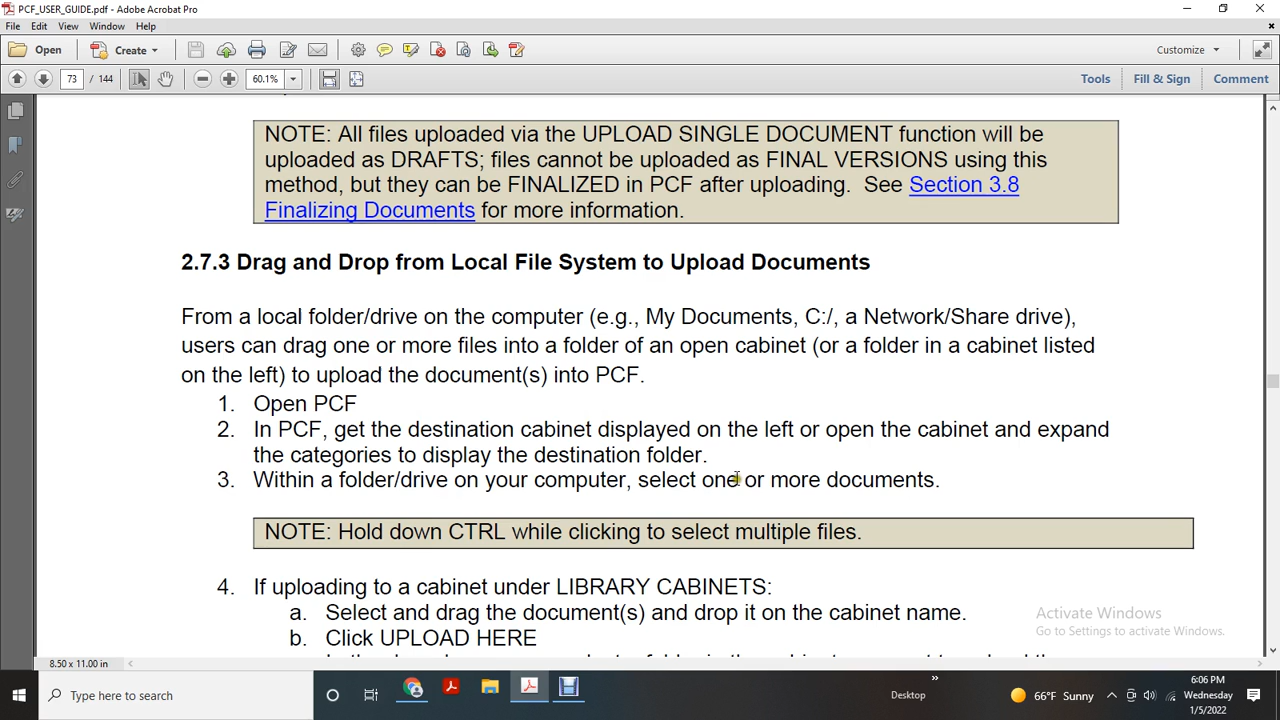 PCF_USER_GUIDE.pdf - Adobe Acrobat Pro
File Edit View Window Help
Open Create Customize
73 / 144 60.1% Tools Fill & Sign Comment
NOTE: All files uploaded via the UPLOAD SINGLE DOCUMENT function will be
uploaded as DRAFTS; files cannot be uploaded as FINAL VERSIONS using this
method, but they can be FINALIZED in PCF after uploading. See Section 3.8
Finalizing Documents for more information.
2.7.3 Drag and Drop from Local File System to Upload Documents
From a local folder/drive on the computer (e.g., My Documents, C:/, a Network/Share drive),
users can drag one or more files into a folder of an open cabinet (or a folder in a cabinet listed
on the left) to upload the document(s) into PCF.
1. Open PCF
2. In PCF, get the destination cabinet displayed on the left or open the cabinet and expand
the categories to display the destination folder.
3. Within a folder/drive on your computer, select one or more documents.
NOTE: Hold down CTRL while clicking to select multiple files.
4. If uploading to a cabinet under LIBRARY CABINETS:
a. Select and drag the document(s) and drop it on the cabinet name.
b. Click UPLOAD HERE
Activate Windows
Go to Settings to activate Windows.
8.50 x 11.00 in
Type here to search
Desktop
66°F Sunny
6:06 PM
Wednesday
1/5/2022